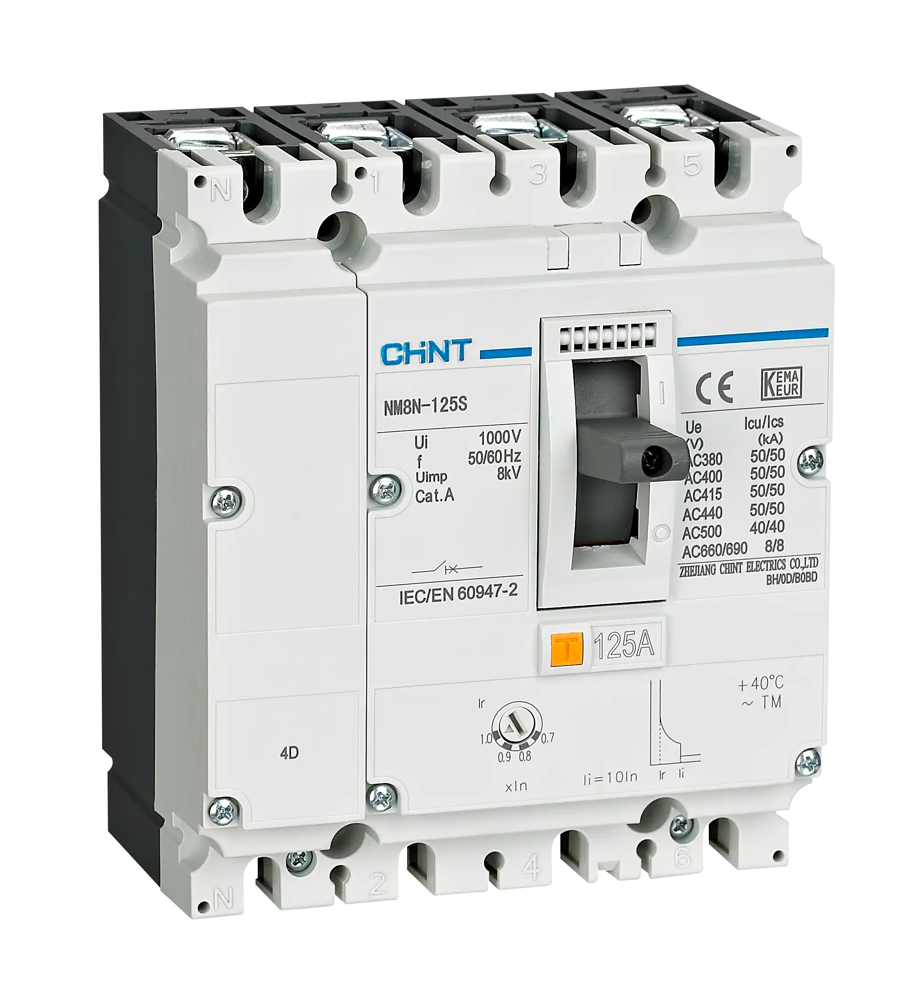 N 1 3 5
CHINT
NM8N-125S
Ui 1000V
f 50/60Hz
Uimp 8kV
Cat.A
IEC/EN 60947-2
I
O
CE KEMA EUR
Ue Icu/Ics
(V) (kA)
AC380 50/50
AC400 50/50
AC415 50/50
AC440 50/50
AC500 40/40
AC660/690 8/8
ZHEJIANG CHINT ELECTRICS CO.,LTD
BH/0D/B0BD
T 125A
+40°C
~ TM
Ir
1.0 0.7
0.9 0.8
xIn
Ii=10In
Ir Ii
4D
N 2 4 6